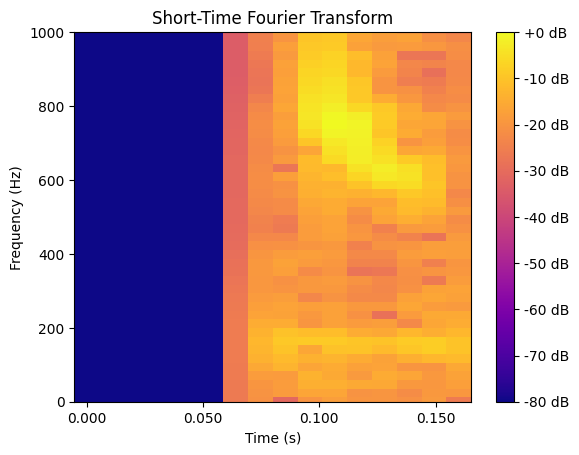 Short-Time Fourier Transform
Frequency (Hz)
1000
800
600
400
200
0
0.000
0.050
0.100
0.150
Time (s)
+0 dB
-10 dB
-20 dB
-30 dB
-40 dB
-50 dB
-60 dB
-70 dB
-80 dB